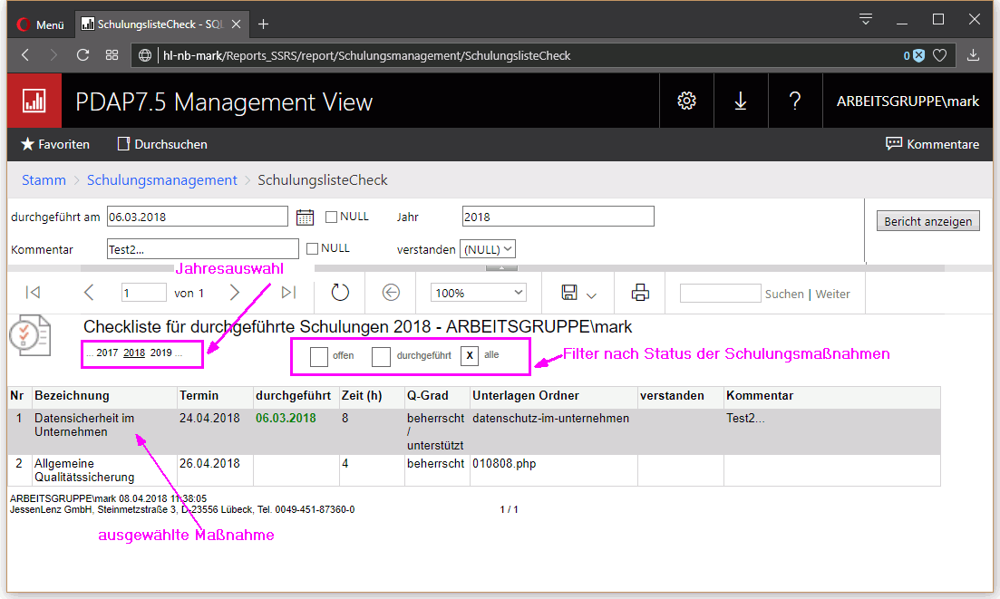 Menü
SchulungslisteCheck - SQL
hl-nb-mark/Reports_SSRS/report/Schulungsmanagement/SchulungslisteCheck
0
PDAP7.5 Management View
?
ARBEITSGRUPPE\mark
Favoriten
Durchsuchen
Kommentare
Stamm > Schulungsmanagement > SchulungslisteCheck
durchgeführt am 06.03.2018 NULL Jahr 2018
Bericht anzeigen
Kommentar Test2... NULL verstanden (NULL)
Jahresauswahl
1 von 1 100% Suchen | Weiter
Checkliste für durchgeführte Schulungen 2018 - ARBEITSGRUPPE\mark
... 2017 2018 2019 ...
offen durchgeführt X alle
Filter nach Status der Schulungsmaßnahmen
Nr Bezeichnung Termin durchgeführt Zeit (h) Q-Grad Unterlagen Ordner verstanden Kommentar
1 Datensicherheit im 24.04.2018 06.03.2018 8 beherrscht datenschutz-im-unternehmen Test2...
Unternehmen /
unterstützt
2 Allgemeine 26.04.2018 4 beherrscht 010808.php
Qualitätssicherung
ARBEITSGRUPPE\mark 08.04.2018 11:38:05
JessenLenz GmbH, Steinmetzstraße 3, D-23556 Lübeck, Tel. 0049-451-87360-0 1 / 1
ausgewählte Maßnahme